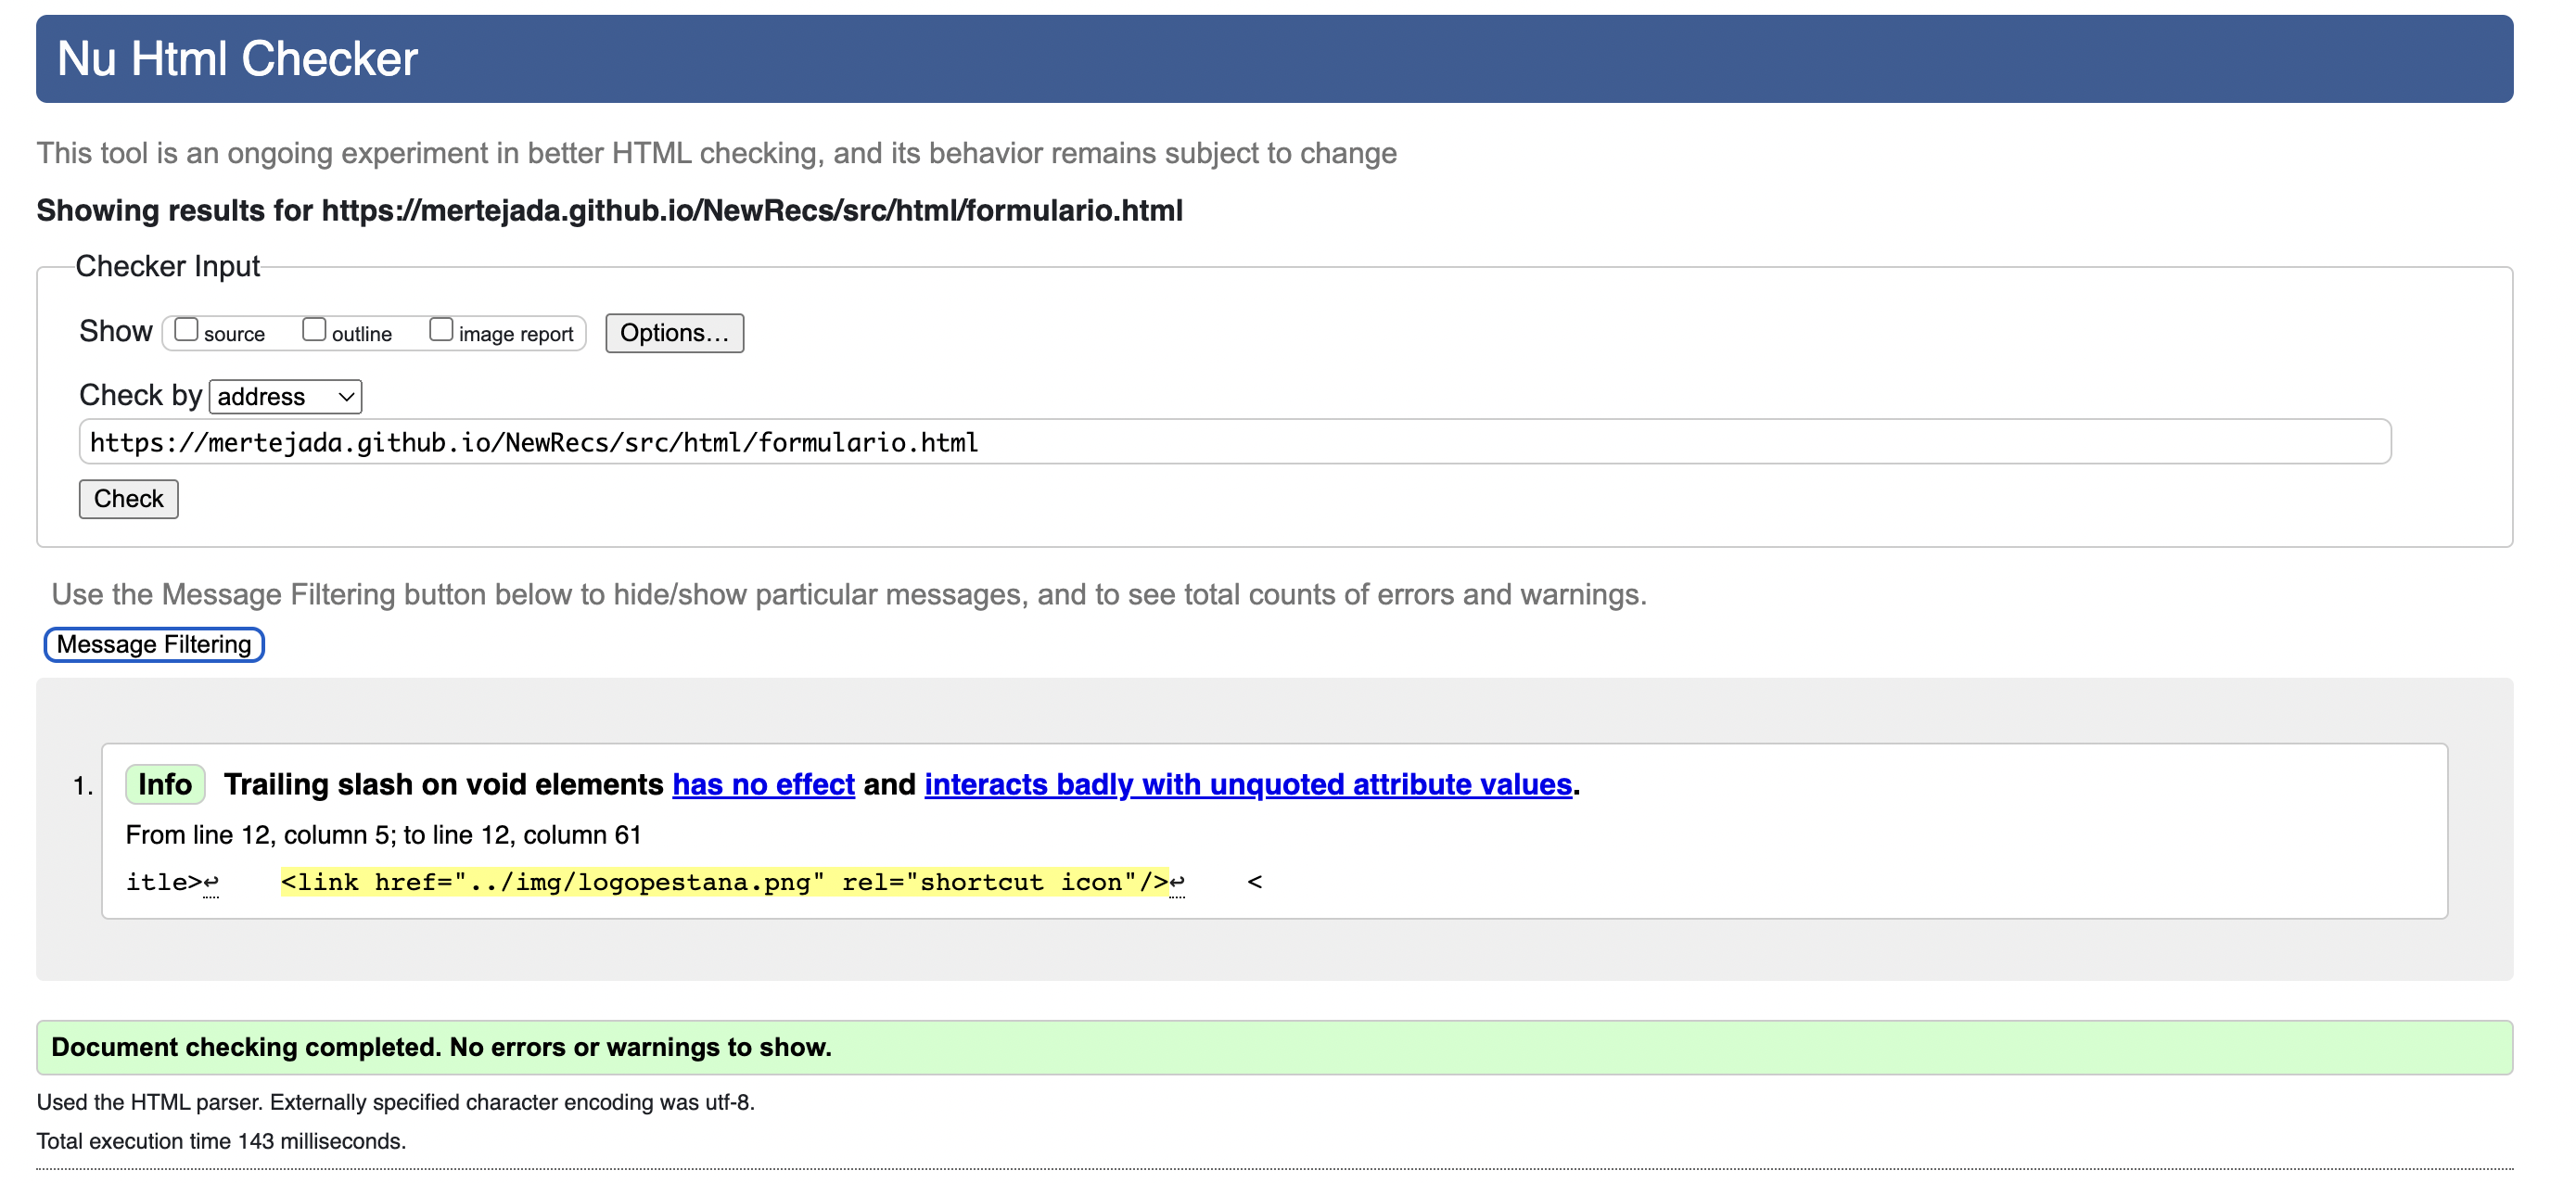 Nu Html Checker
This tool is an ongoing experiment in better HTML checking, and its behavior remains subject to change
Showing results for https://mertejada.github.io/NewRecs/src/html/formulario.html
Checker Input
Show source outline image report Options...
Check by address
https://mertejada.github.io/NewRecs/src/html/formulario.html
Check
Use the Message Filtering button below to hide/show particular messages, and to see total counts of errors and warnings.
Message Filtering
1. Info Trailing slash on void elements has no effect and interacts badly with unquoted attribute values.
From line 12, column 5; to line 12, column 61
itle>↩ <link href="../img/logopestana.png" rel="shortcut icon"/>↩ <
Document checking completed. No errors or warnings to show.
Used the HTML parser. Externally specified character encoding was utf-8.
Total execution time 143 milliseconds.